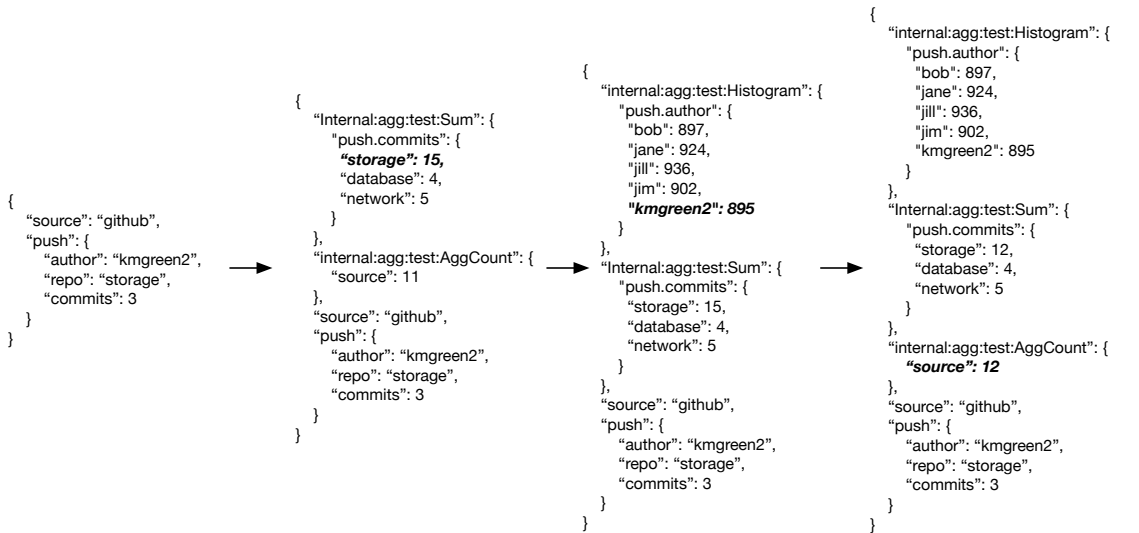 {
“source”: “github”,
“push”: {
“author”: “kmgreen2”,
“repo”: “storage”,
“commits”: 3
}
}
{
“Internal:agg:test:Sum”: {
"push.commits”: {
“storage”: 15,
“database”: 4,
“network”: 5
}
},
“internal:agg:test:AggCount”: {
“source”: 11
},
“source”: “github”,
“push”: {
“author”: “kmgreen2”,
“repo”: “storage”,
“commits”: 3
}
}
{
“internal:agg:test:Histogram”: {
"push.author”: {
"bob": 897,
"jane": 924,
"jill": 936,
"jim": 902,
"kmgreen2": 895
}
},
“Internal:agg:test:Sum”: {
"push.commits”: {
“storage”: 15,
“database”: 4,
“network”: 5
}
},
“source”: “github”,
“push”: {
“author”: “kmgreen2”,
“repo”: “storage”,
“commits”: 3
}
}
{
“internal:agg:test:Histogram”: {
"push.author”: {
"bob": 897,
"jane": 924,
"jill": 936,
"jim": 902,
"kmgreen2": 895
}
},
“Internal:agg:test:Sum”: {
"push.commits”: {
“storage”: 12,
“database”: 4,
“network”: 5
}
},
“internal:agg:test:AggCount”: {
“source”: 12
},
“source”: “github”,
“push”: {
“author”: “kmgreen2”,
“repo”: “storage”,
“commits”: 3
}
}